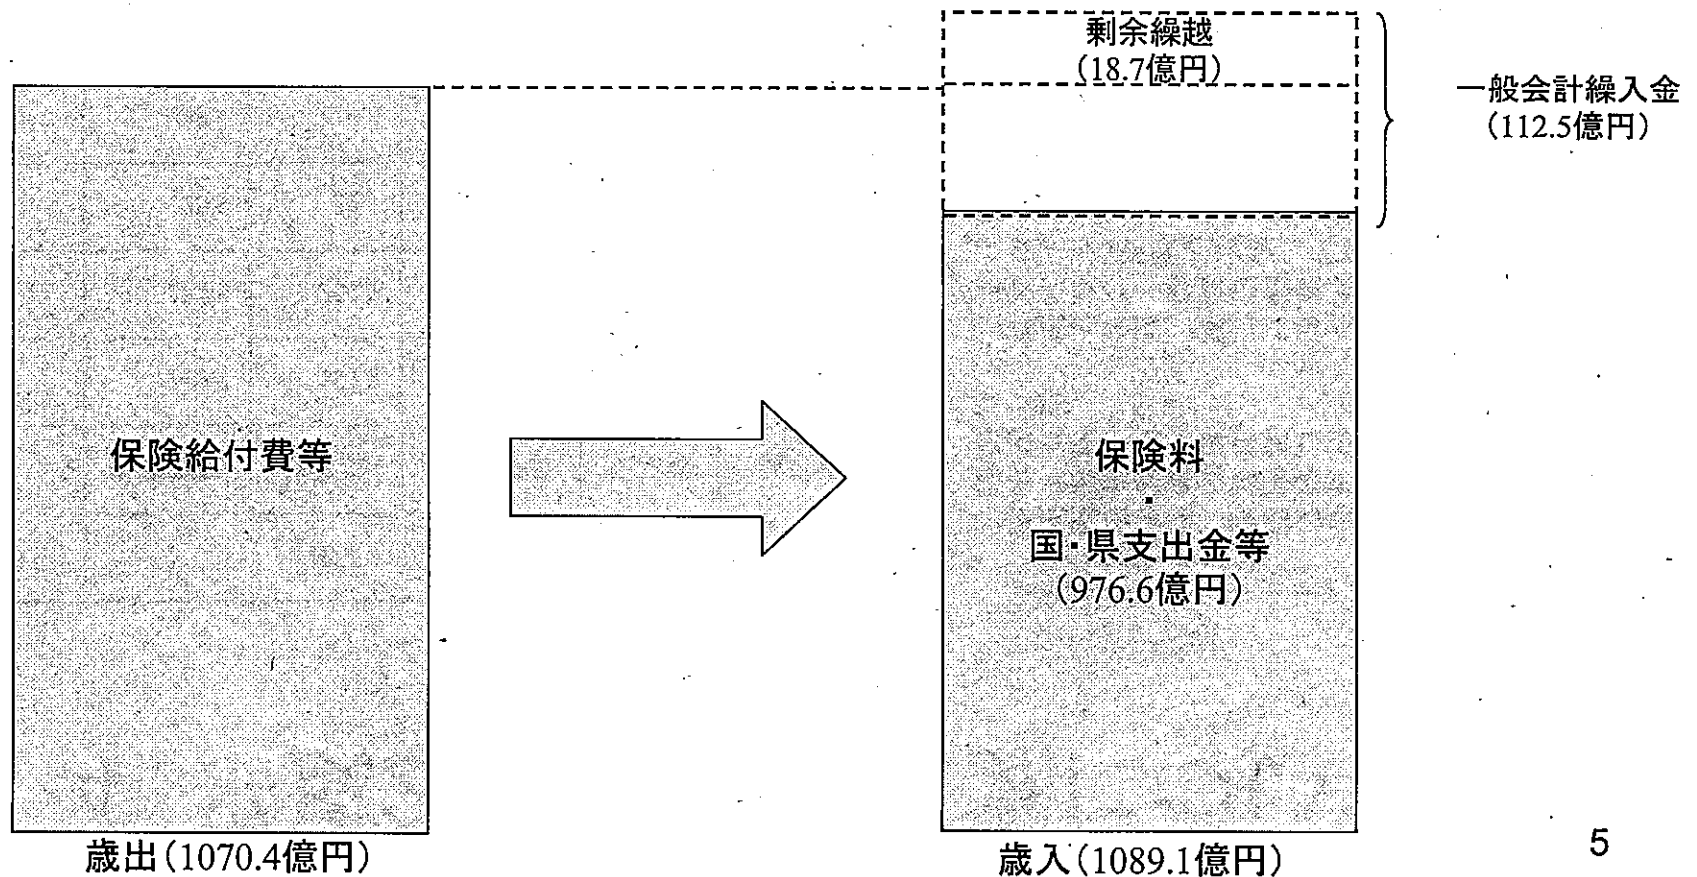 剰余繰越
（18.7億円）
一般会計繰入金
（112.5億円）
保険給付費等
保険料
・
国・県支出金等
（976.6億円）
歳出（1070.4億円）
歳入（1089.1億円）
5